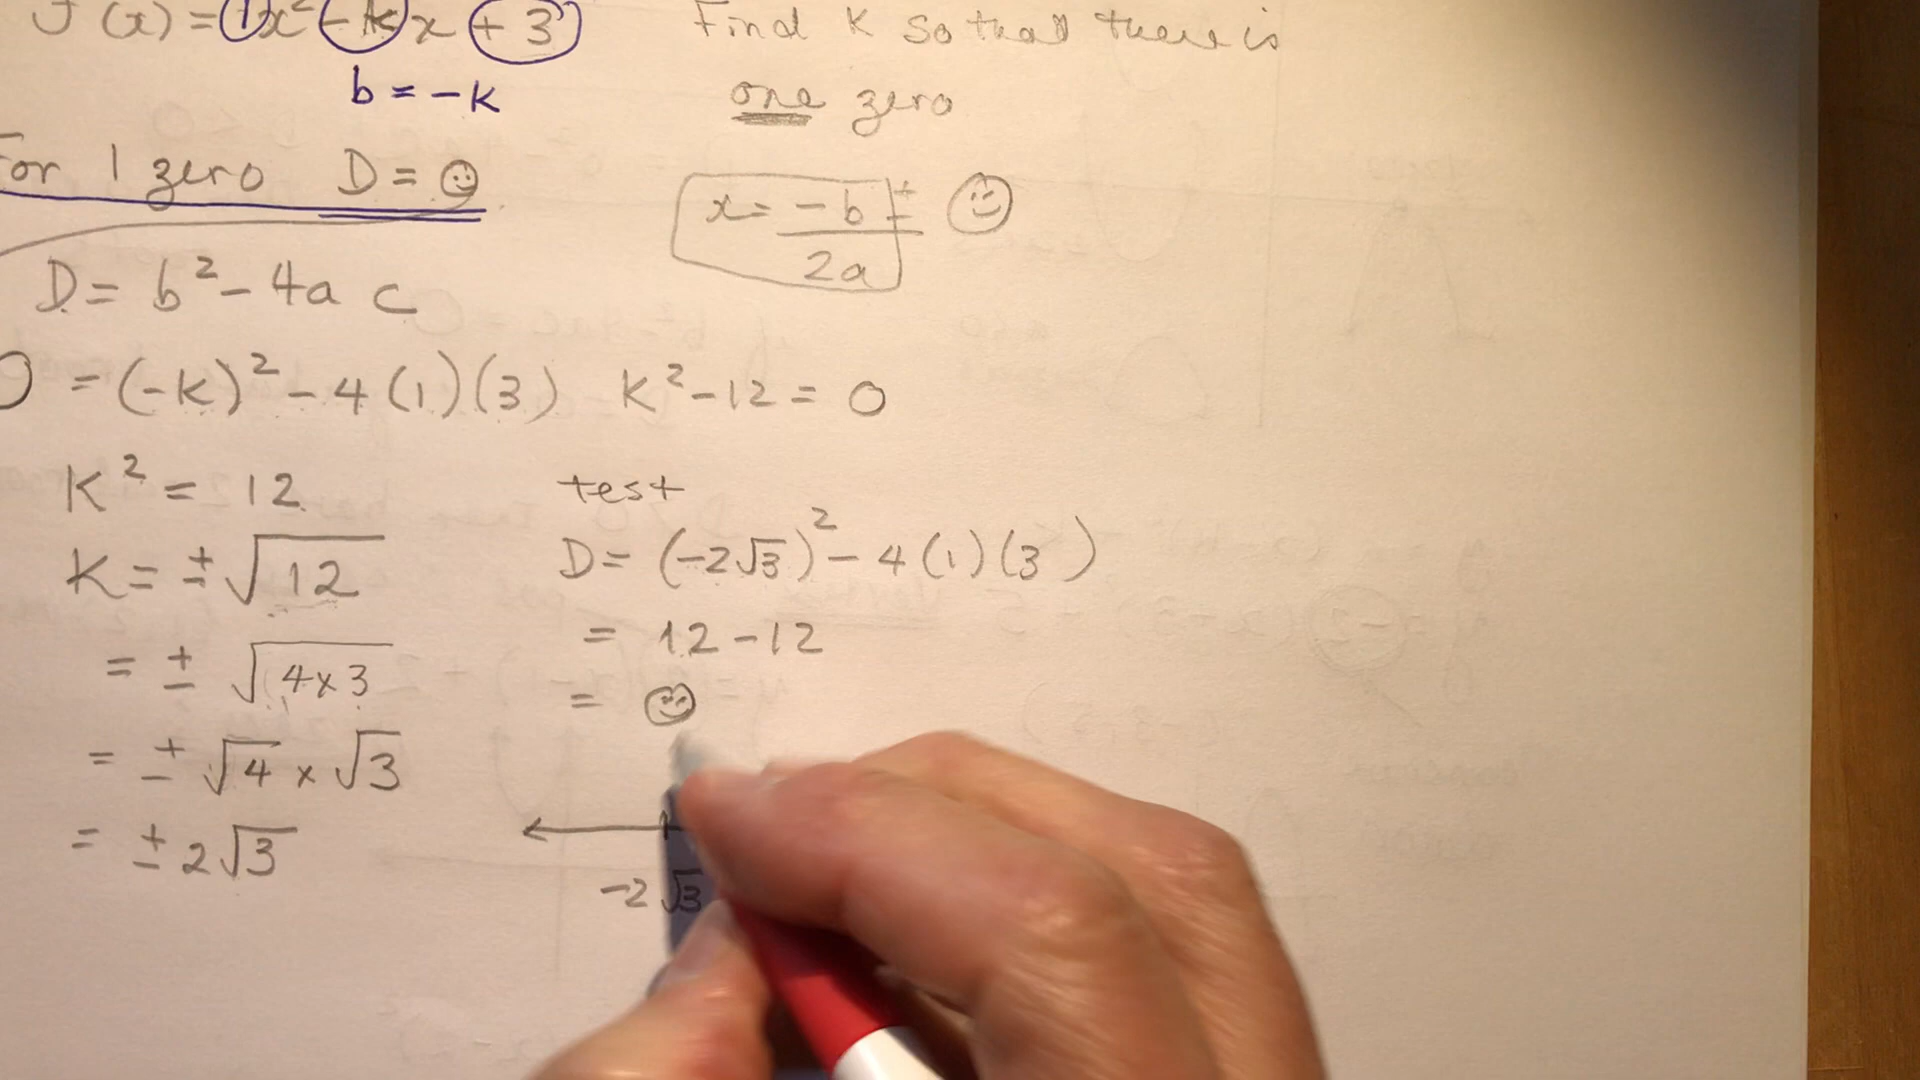 f(x) = 1x² - kx + 3 Find K so that there is
b = -k one zero
For 1 zero D = ☺
x = -b/2a ± ☺
D = b² - 4ac
0 = (-k)² - 4(1)(3) K² - 12 = 0
K² = 12
K = ±√12
= ± √4x3
= ± √4 x √3
= ± 2√3
test
D = (-2√3)² - 4(1)(3)
= 12 - 12
= ☺
-2√3